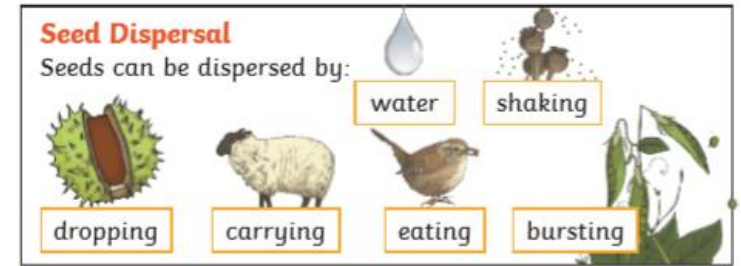 Seed Dispersal
Seeds can be dispersed by:
water
shaking
dropping
carrying
eating
bursting